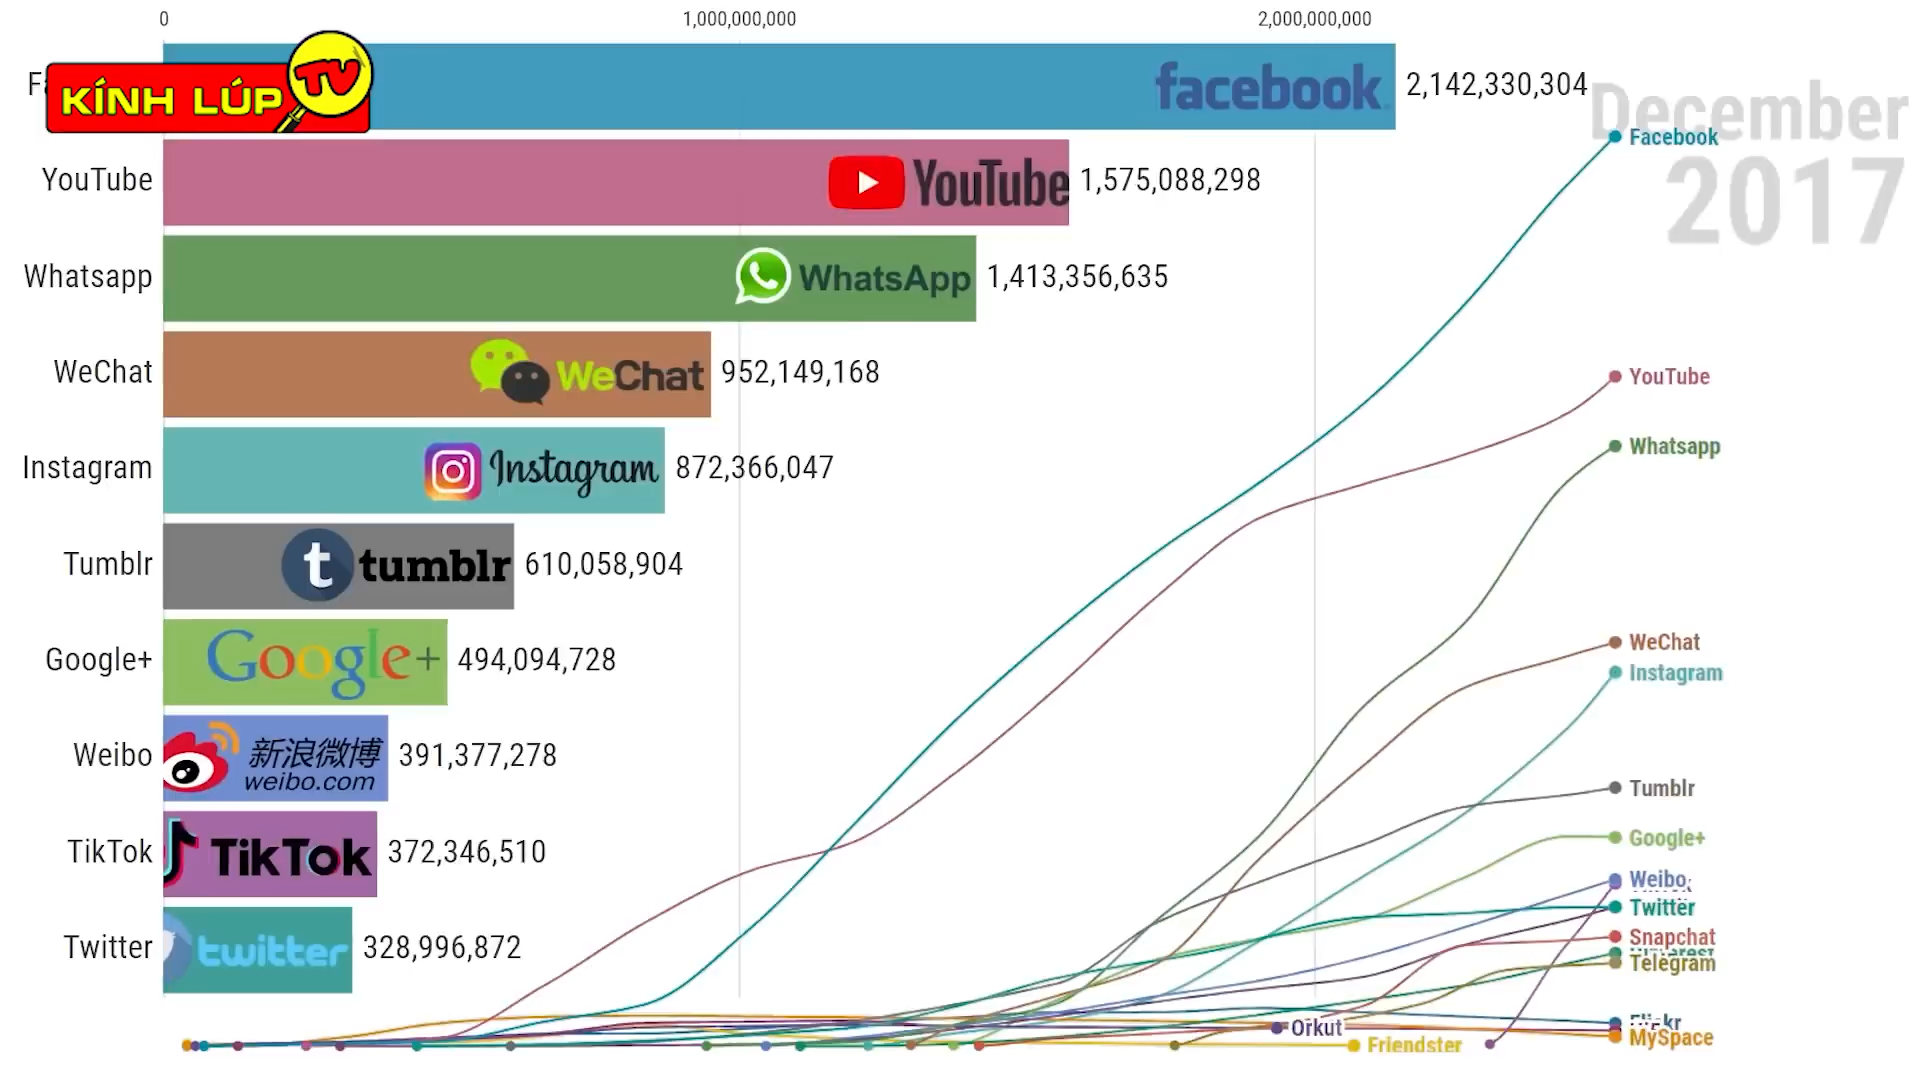 0 1,000,000,000 2,000,000,000
KÍNH LÚP TV
facebook 2,142,330,304
December
2017
YouTube YouTube 1,575,088,298
Whatsapp WhatsApp 1,413,356,635
WeChat WeChat 952,149,168
Instagram Instagram 872,366,047
Tumblr t tumblr 610,058,904
Google+ Google+ 494,094,728
Weibo 新浪微博 391,377,278
weibo.com
TikTok TikTok 372,346,510
Twitter twitter 328,996,872
Facebook
YouTube
Whatsapp
WeChat
Instagram
Tumblr
Google+
Weibo
Twitter
Snapchat
Telegram
Orkut
MySpace
Friendster